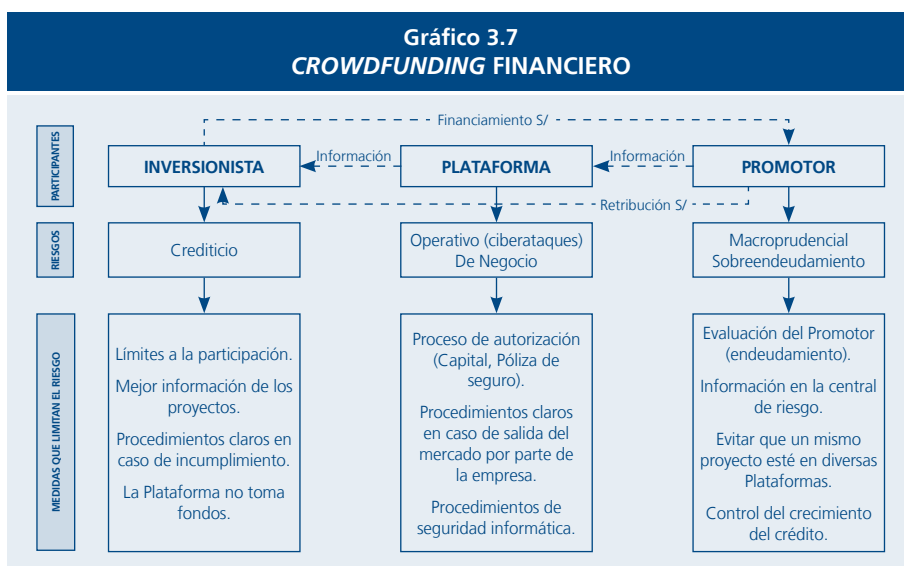 Gráfico 3.7
CROWDFUNDING FINANCIERO
PARTICIPANTES
Financiamiento S/
INVERSIONISTA
Información
PLATAFORMA
Información
PROMOTOR
Retribución S/
RIESGOS
Crediticio
Operativo (ciberataques)
De Negocio
Macroprudencial
Sobreendeudamiento
MEDIDAS QUE LIMITAN EL RIESGO
Límites a la participación.
Mejor información de los
proyectos.
Procedimientos claros en
caso de incumplimiento.
La Plataforma no toma
fondos.
Proceso de autorización
(Capital, Póliza de
seguro).
Procedimientos claros
en caso de salida del
mercado por parte de
la empresa.
Procedimientos de
seguridad informática.
Evaluación del Promotor
(endeudamiento).
Información en la central
de riesgo.
Evitar que un mismo
proyecto esté en diversas
Plataformas.
Control del crecimiento
del crédito.